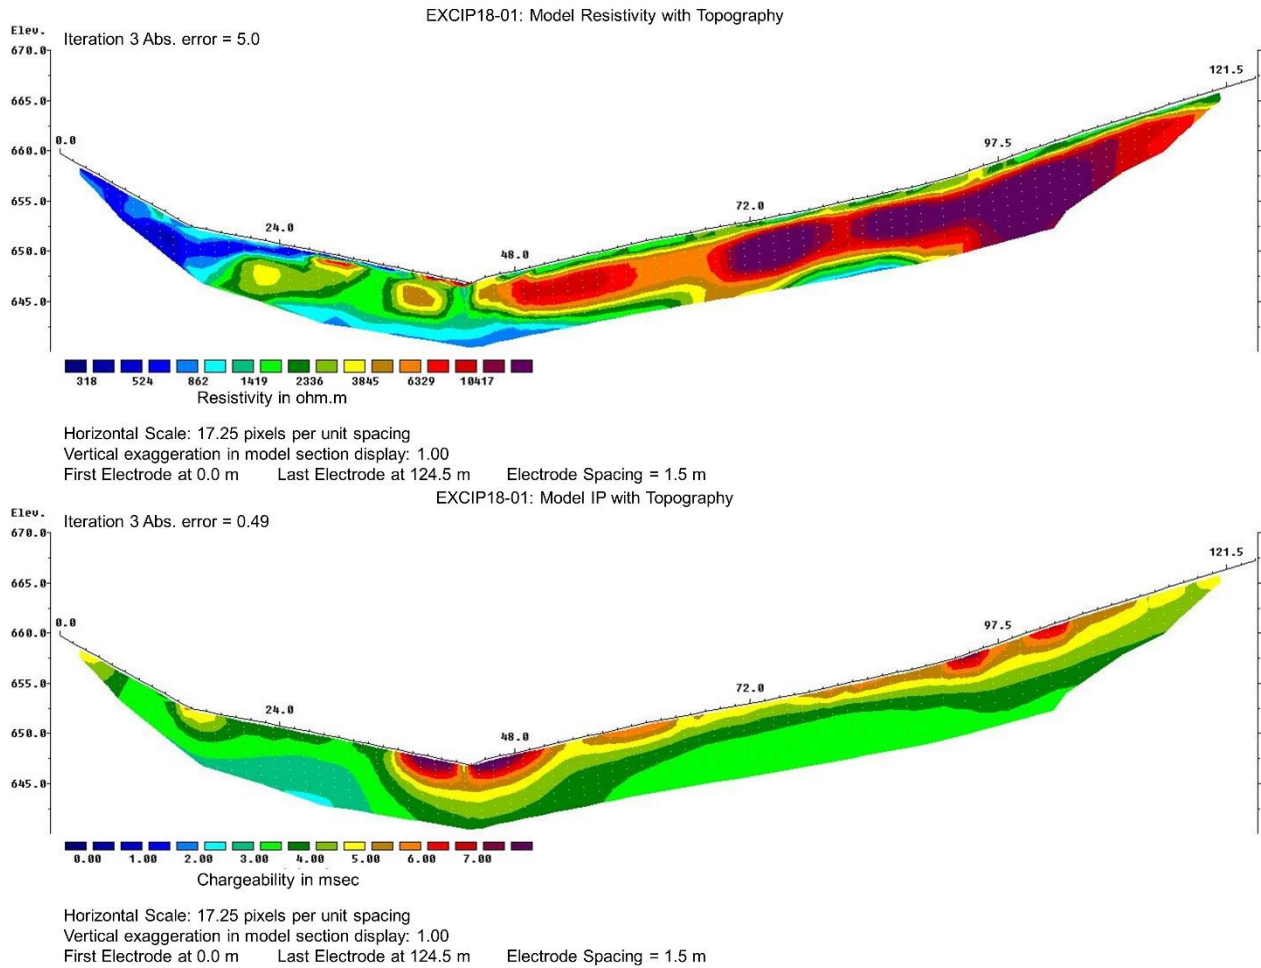 EXCIP18-01: Model Resistivity with Topography
Elev.
Iteration 3 Abs. error = 5.0
670.0
121.5
665.0
97.5
0.0
660.0
72.0
655.0
24.0
48.0
650.0
645.0
318 524 862 1419 2336 3845 6329 10417
Resistivity in ohm.m
Horizontal Scale: 17.25 pixels per unit spacing
Vertical exaggeration in model section display: 1.00
First Electrode at 0.0 m Last Electrode at 124.5 m Electrode Spacing = 1.5 m
EXCIP18-01: Model IP with Topography
Elev.
Iteration 3 Abs. error = 0.49
670.0
121.5
665.0
97.5
0.0
660.0
72.0
655.0
24.0
48.0
650.0
645.0
0.00 1.00 2.00 3.00 4.00 5.00 6.00 7.00
Chargeability in msec
Horizontal Scale: 17.25 pixels per unit spacing
Vertical exaggeration in model section display: 1.00
First Electrode at 0.0 m Last Electrode at 124.5 m Electrode Spacing = 1.5 m